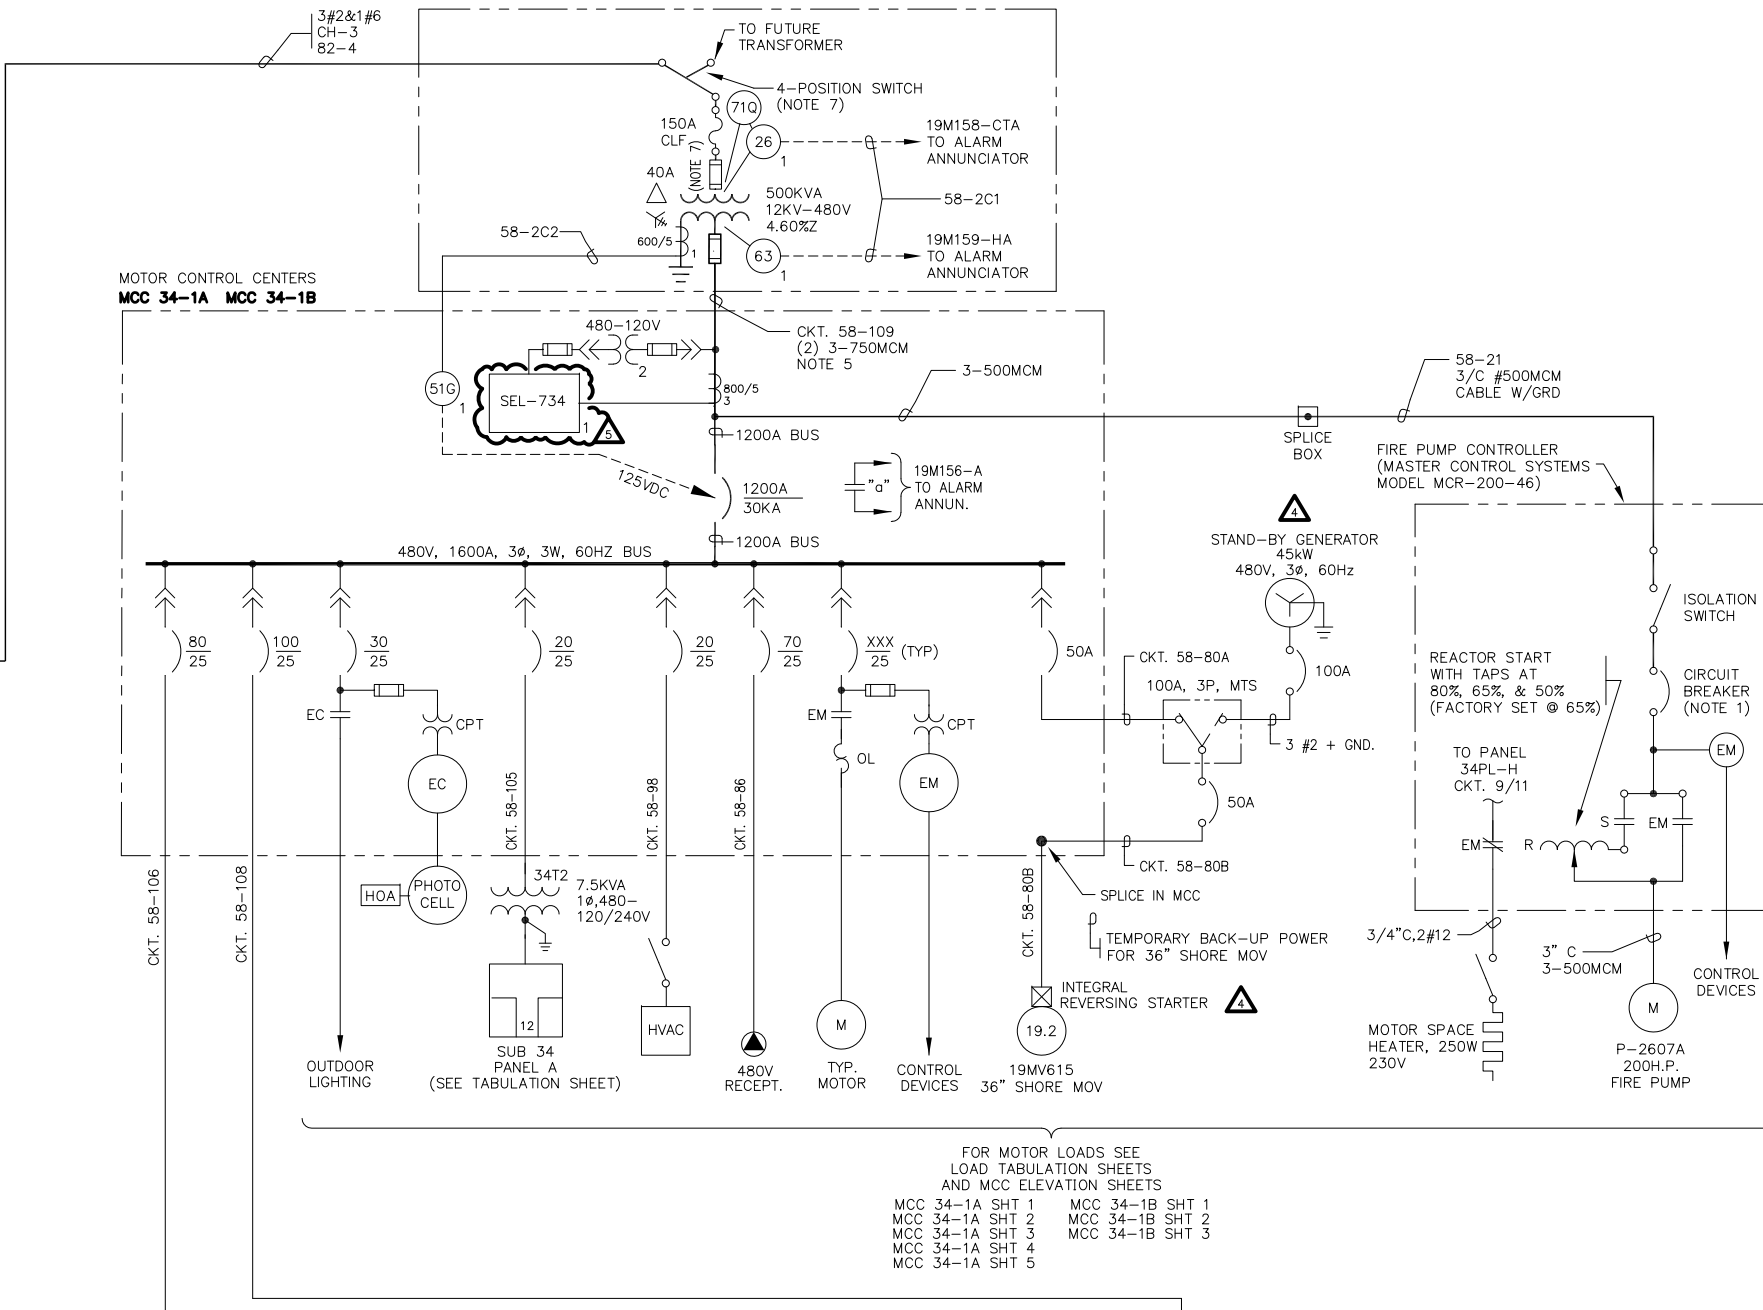 3#2&1#6
CH-3
82-4
TO FUTURE
TRANSFORMER
4-POSITION SWITCH
(NOTE 7)
71Q
150A
CLF
(NOTE 7)
26
1
19M158-CTA
TO ALARM
ANNUNCIATOR
40A
500KVA
12KV-480V
4.60%Z
58-2C1
58-2C2
600/5
1
63
1
19M159-HA
TO ALARM
ANNUNCIATOR
MOTOR CONTROL CENTERS
MCC 34-1A MCC 34-1B
480-120V
2
CKT. 58-109
(2) 3-750MCM
NOTE 5
51G
1
SEL-734
1
5
800/5
3
3-500MCM
58-21
3/C #500MCM
CABLE W/GRD
1200A BUS
SPLICE
BOX
125VDC
1200A
30KA
"a"
19M156-A
TO ALARM
ANNUN.
FIRE PUMP CONTROLLER
(MASTER CONTROL SYSTEMS
MODEL MCR-200-46)
4
1200A BUS
480V, 1600A, 3ø, 3W, 60HZ BUS
STAND-BY GENERATOR
45kW
480V, 3ø, 60Hz
80
25
100
25
30
25
20
25
20
25
70
25
XXX
25
(TYP)
50A
CKT. 58-80A
100A, 3P, MTS
100A
3 #2 + GND.
ISOLATION
SWITCH
REACTOR START
WITH TAPS AT
80%, 65%, & 50%
(FACTORY SET @ 65%)
CIRCUIT
BREAKER
(NOTE 1)
EC
CPT
EC
EM
OL
CPT
EM
TO PANEL
34PL-H
CKT. 9/11
EM
S
EM
EM
R
CKT. 58-105
CKT. 58-98
CKT. 58-86
50A
CKT. 58-80B
SPLICE IN MCC
CKT. 58-106
CKT. 58-108
HOA
PHOTO
CELL
34T2
7.5KVA
1ø,480-
120/240V
CKT. 58-80B
TEMPORARY BACK-UP POWER
FOR 36" SHORE MOV
3/4"C,2#12
3" C
3-500MCM
CONTROL
DEVICES
INTEGRAL
REVERSING STARTER
4
12
HVAC
M
19.2
M
MOTOR SPACE
HEATER, 250W
230V
OUTDOOR
LIGHTING
SUB 34
PANEL A
(SEE TABULATION SHEET)
480V
RECEPT.
TYP.
MOTOR
CONTROL
DEVICES
19MV615
36" SHORE MOV
P-2607A
200H.P.
FIRE PUMP
FOR MOTOR LOADS SEE
LOAD TABULATION SHEETS
AND MCC ELEVATION SHEETS
MCC 34-1A SHT 1 MCC 34-1B SHT 1
MCC 34-1A SHT 2 MCC 34-1B SHT 2
MCC 34-1A SHT 3 MCC 34-1B SHT 3
MCC 34-1A SHT 4
MCC 34-1A SHT 5